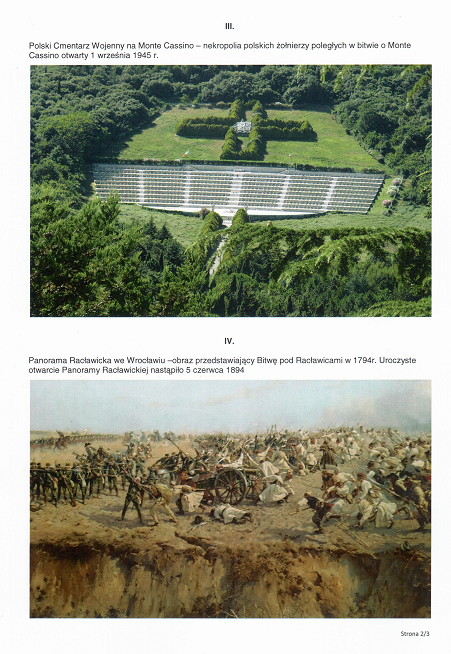 III.
Polski Cmentarz Wojenny na Monte Cassino – nekropolia polskich żołnierzy poległych w bitwie o Monte
Cassino otwarty 1 września 1945 r.
IV.
Panorama Racławicka we Wrocławiu –obraz przedstawiający Bitwę pod Racławicami w 1794r. Uroczyste
otwarcie Panoramy Racławickiej nastąpiło 5 czerwca 1894
Strona 2/3